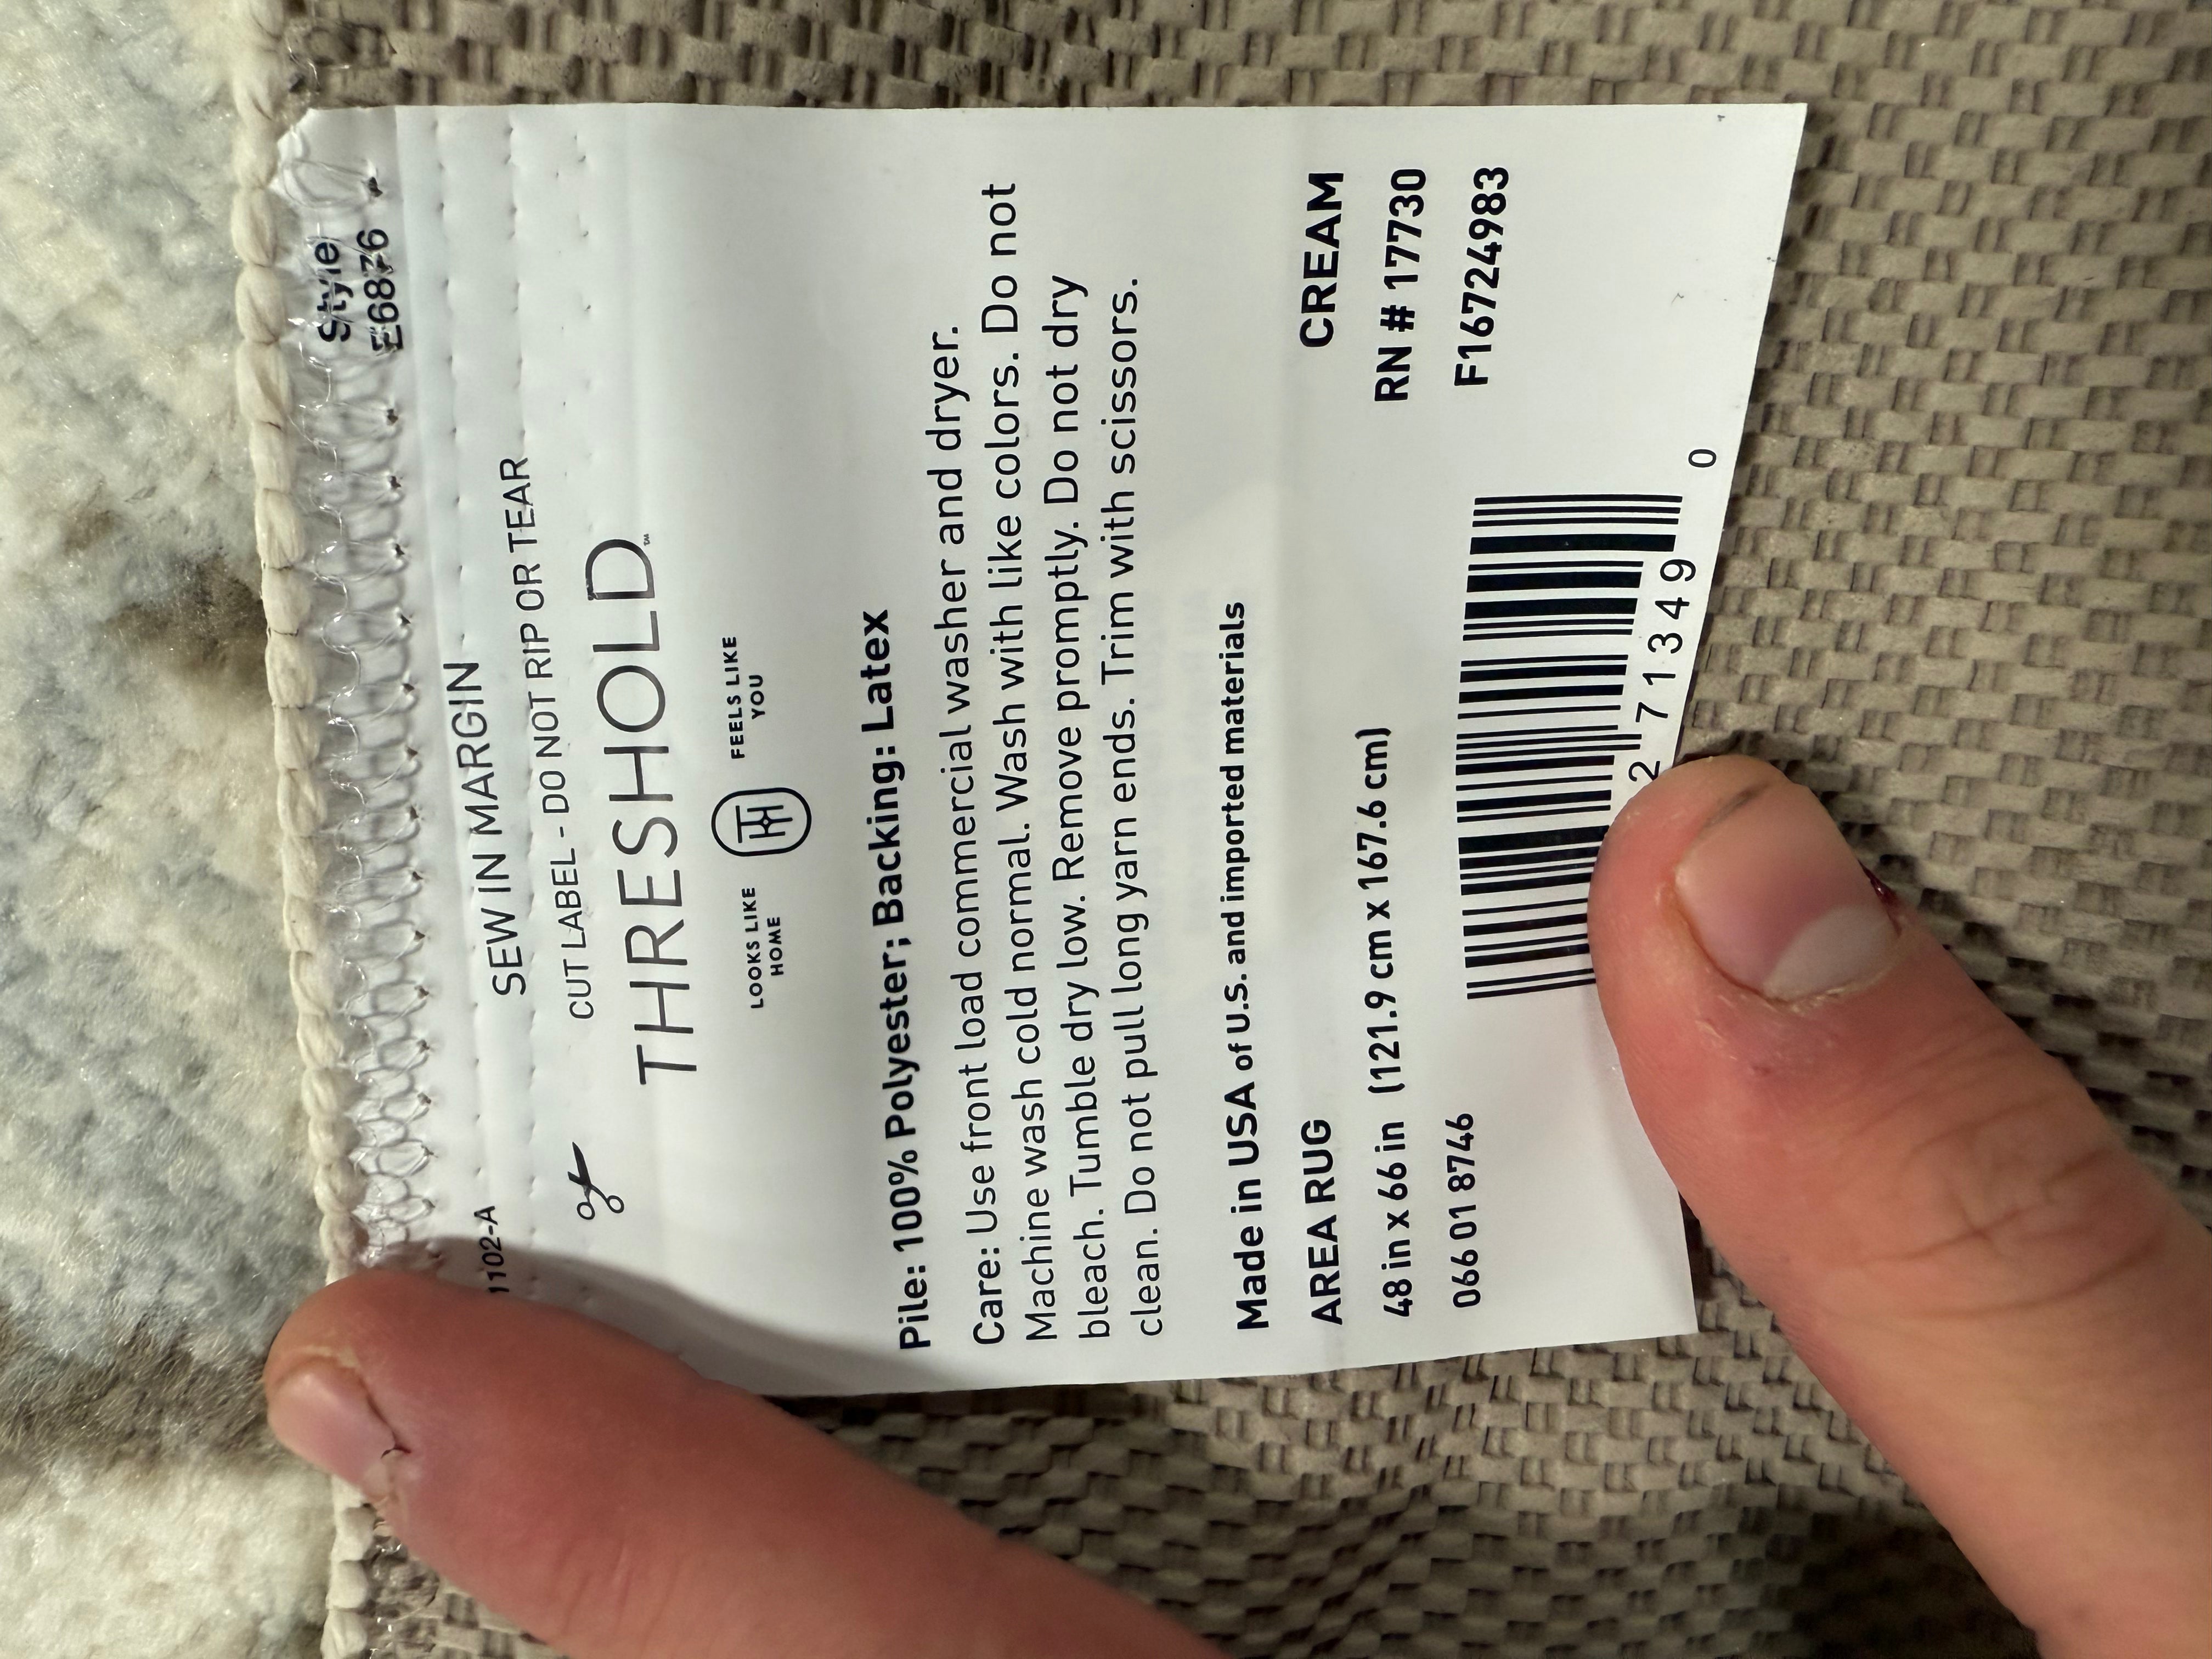 Style
E6876
1102-A
SEW IN MARGIN
CUT LABEL - DO NOT RIP OR TEAR
THRESHOLD™
LOOKS LIKE
HOME
TH
FEELS LIKE
YOU
Pile: 100% Polyester; Backing: Latex
Care: Use front load commercial washer and dryer.
Machine wash cold normal. Wash with like colors. Do not
bleach. Tumble dry low. Remove promptly. Do not dry
clean. Do not pull long yarn ends. Trim with scissors.
Made in USA of U.S. and imported materials
AREA RUG
CREAM
48 in x 66 in (121.9 cm x 167.6 cm)
RN # 17730
066 01 8746
F16724983
2 71349 0